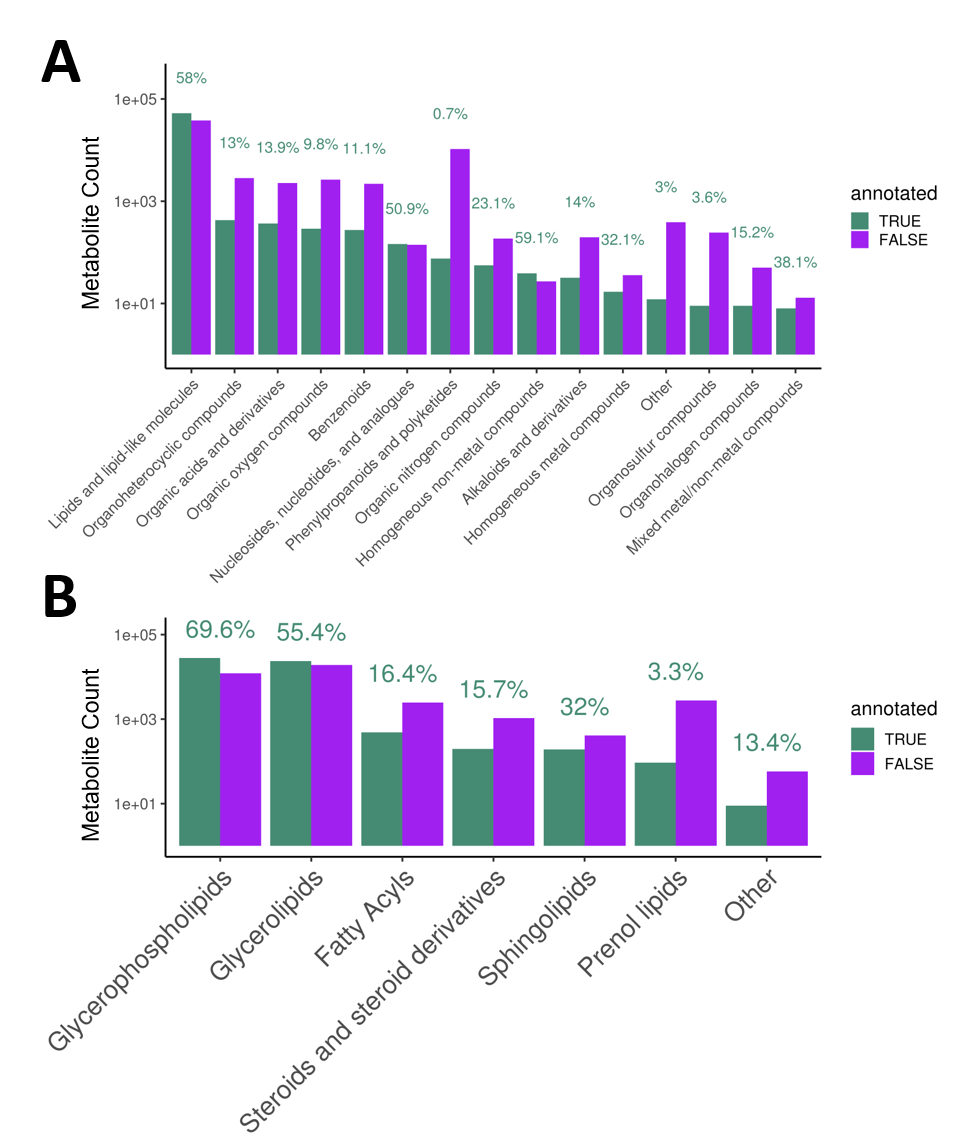 A
58%
0.7%
13% 13.9% 9.8% 11.1%
50.9% 23.1% 59.1% 14% 32.1% 3% 3.6% 15.2% 38.1%
1e+05
1e+03
1e+01
Metabolite Count
annotated
TRUE
FALSE
Lipids and lipid-like molecules
Organoheterocyclic compounds
Organic acids and derivatives
Organic oxygen compounds
Benzenoids
Nucleosides, nucleotides, and analogues
Phenylpropanoids and polyketides
Organic nitrogen compounds
Homogeneous non-metal compounds
Alkaloids and derivatives
Homogeneous metal compounds
Other
Organosulfur compounds
Organohalogen compounds
Mixed metal/non-metal compounds
B
69.6% 55.4% 16.4% 15.7% 32% 3.3% 13.4%
1e+05
1e+03
1e+01
Metabolite Count
annotated
TRUE
FALSE
Glycerophospholipids
Glycerolipids
Fatty Acyls
Steroids and steroid derivatives
Sphingolipids
Prenol lipids
Other